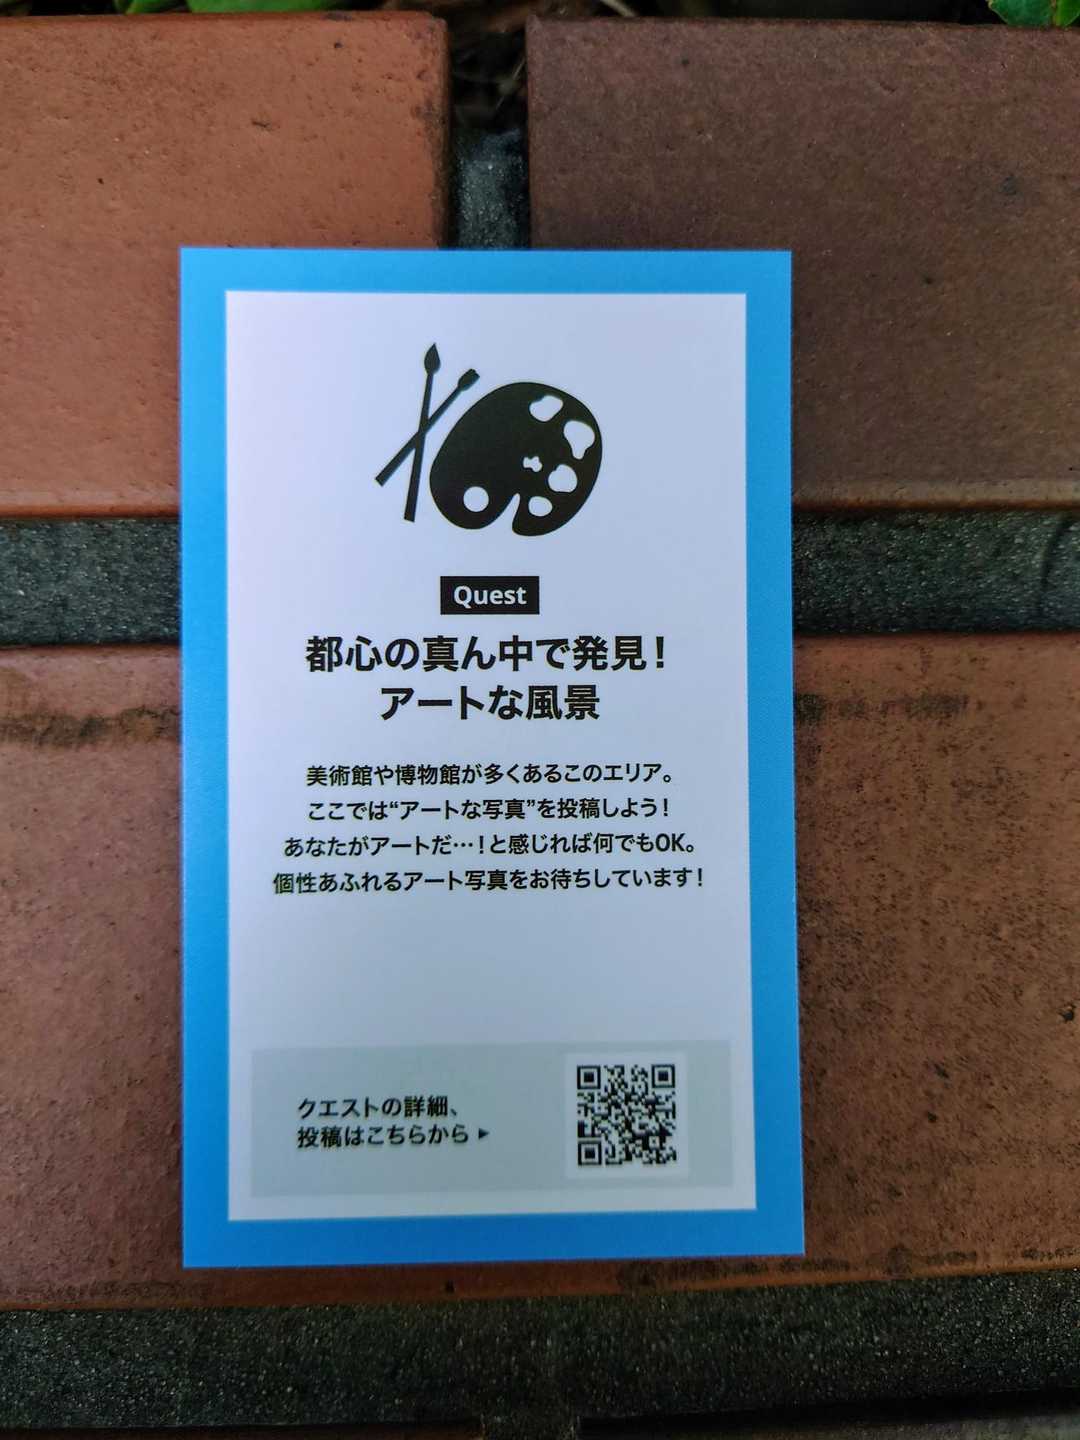 Quest
都心の真ん中で発見！
アートな風景
美術館や博物館が多くあるこのエリア。
ここでは“アートな写真”を投稿しよう！
あなたがアートだ…！と感じれば何でもOK。
個性あふれるアート写真をお待ちしています！
クエストの詳細、
投稿はこちらから▶